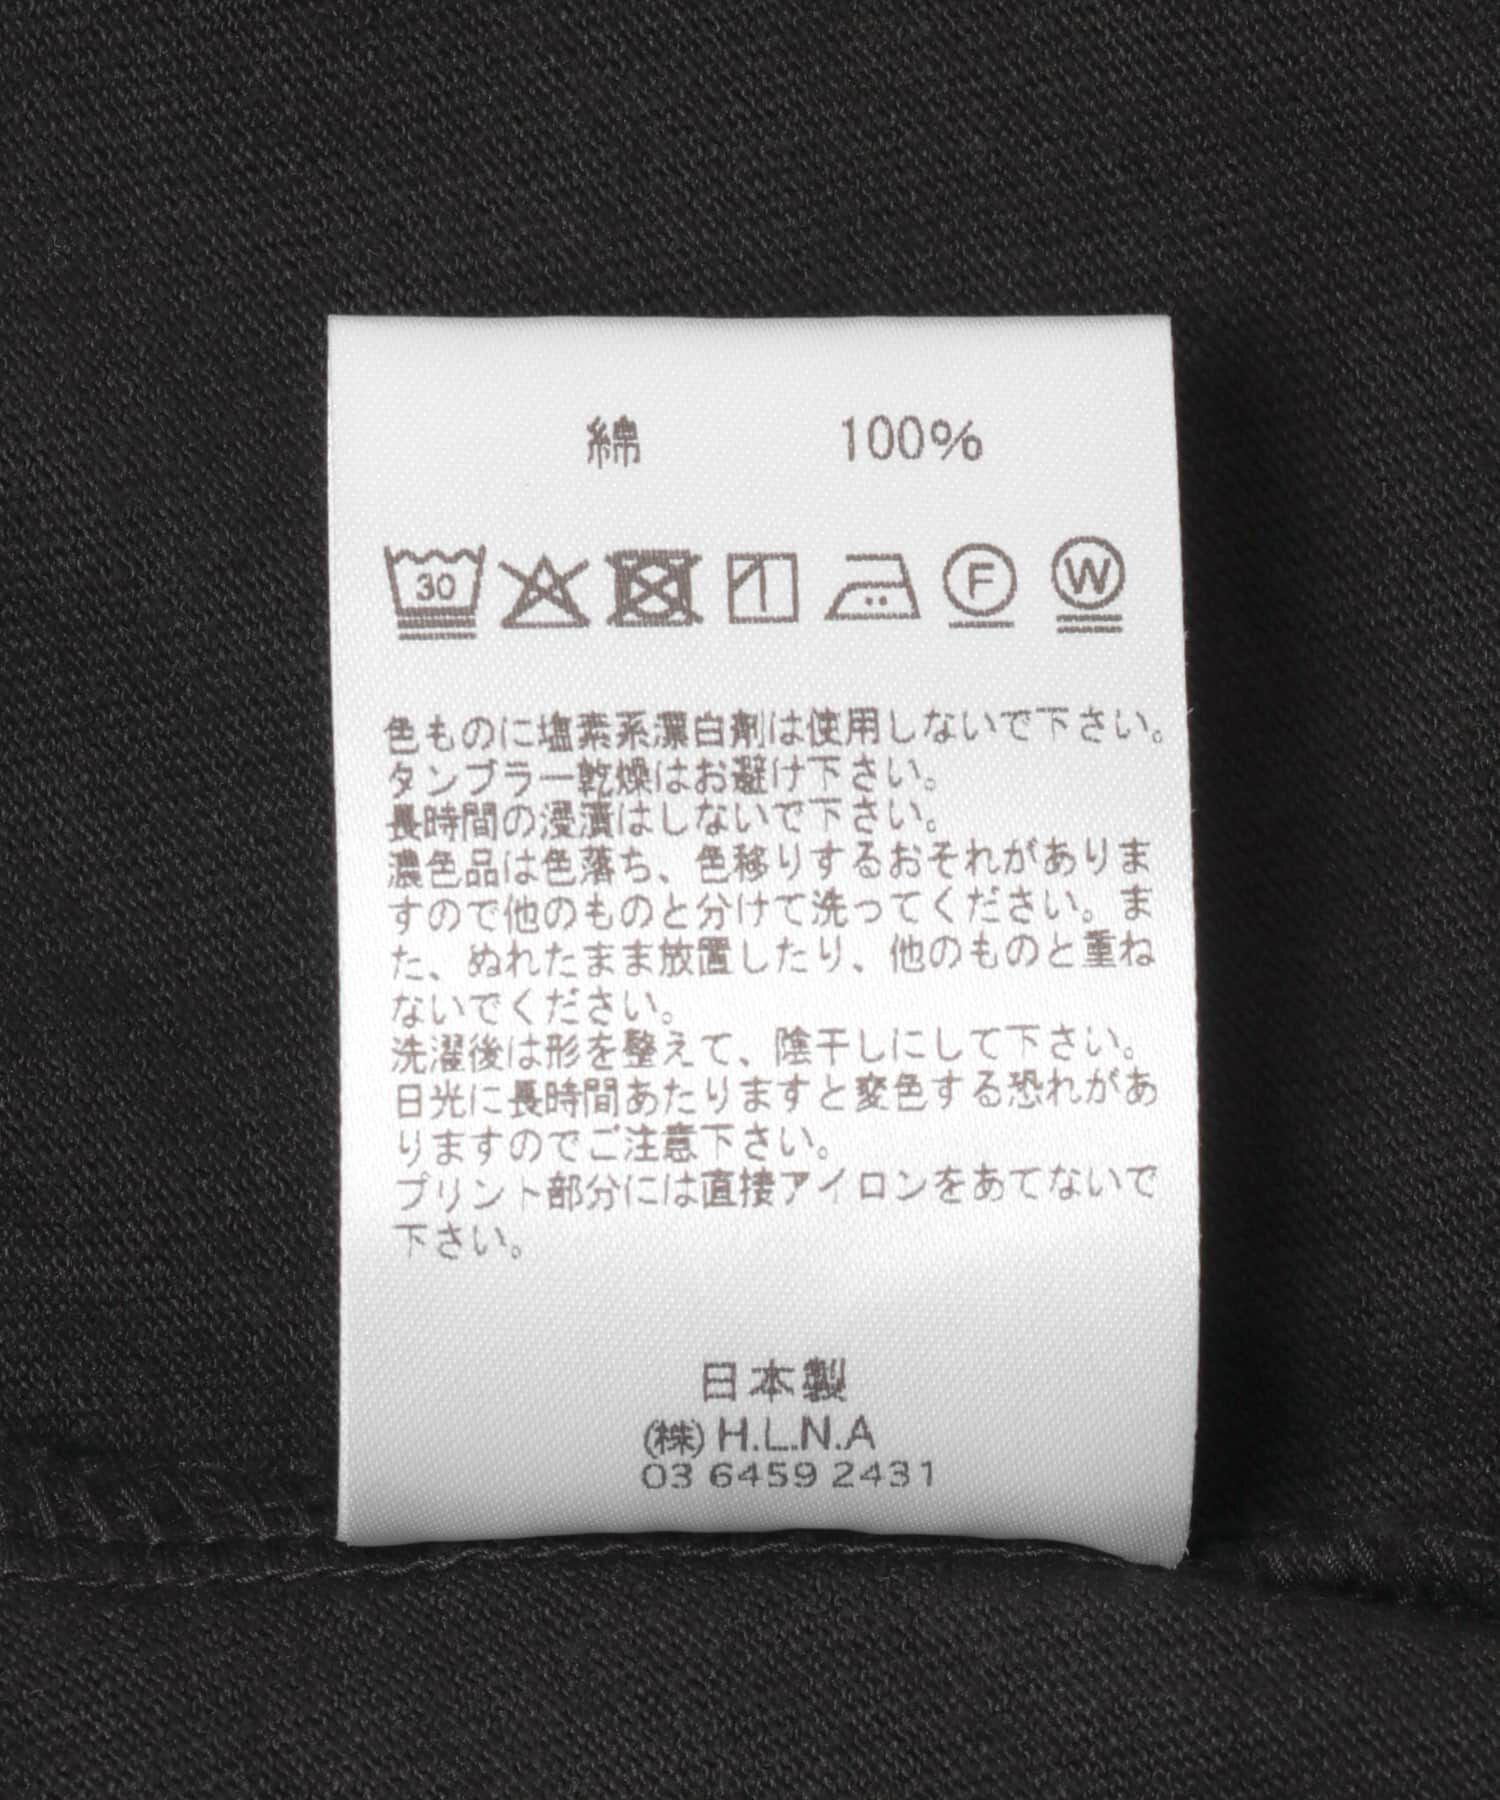 綿 100%
30 F W
色ものに塩素系漂白剤は使用しないで下さい。
タンブラー乾燥はお避け下さい。
長時間の浸漬はしないで下さい。
濃色品は色落ち、色移りするおそれがありま
すので他のものと分けて洗ってください。ま
た、ぬれたまま放置したり、他のものと重ね
ないでください。
洗濯後は形を整えて、陰干しにして下さい。
日光に長時間あたりますと変色する恐れがあ
りますのでご注意下さい。
プリント部分には直接アイロンをあてないで
下さい。
日本製
(株)H.L.N.A
03 6459 2431